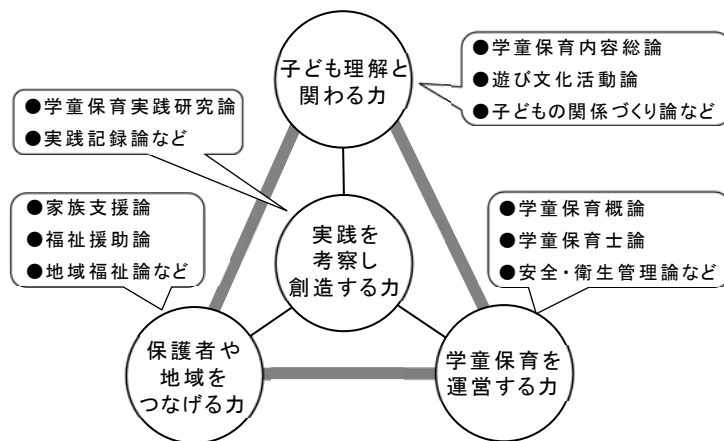 子ども理解と
関わる力
●学童保育内容総論
●遊び文化活動論
●子どもの関係づくり論など
●学童保育実践研究論
●実践記録論など
●家族支援論
●福祉援助論
●地域福祉論など
実践を
考察し
創造する力
●学童保育概論
●学童保育士論
●安全・衛生管理論など
保護者や
地域を
つなげる力
学童保育を
運営する力